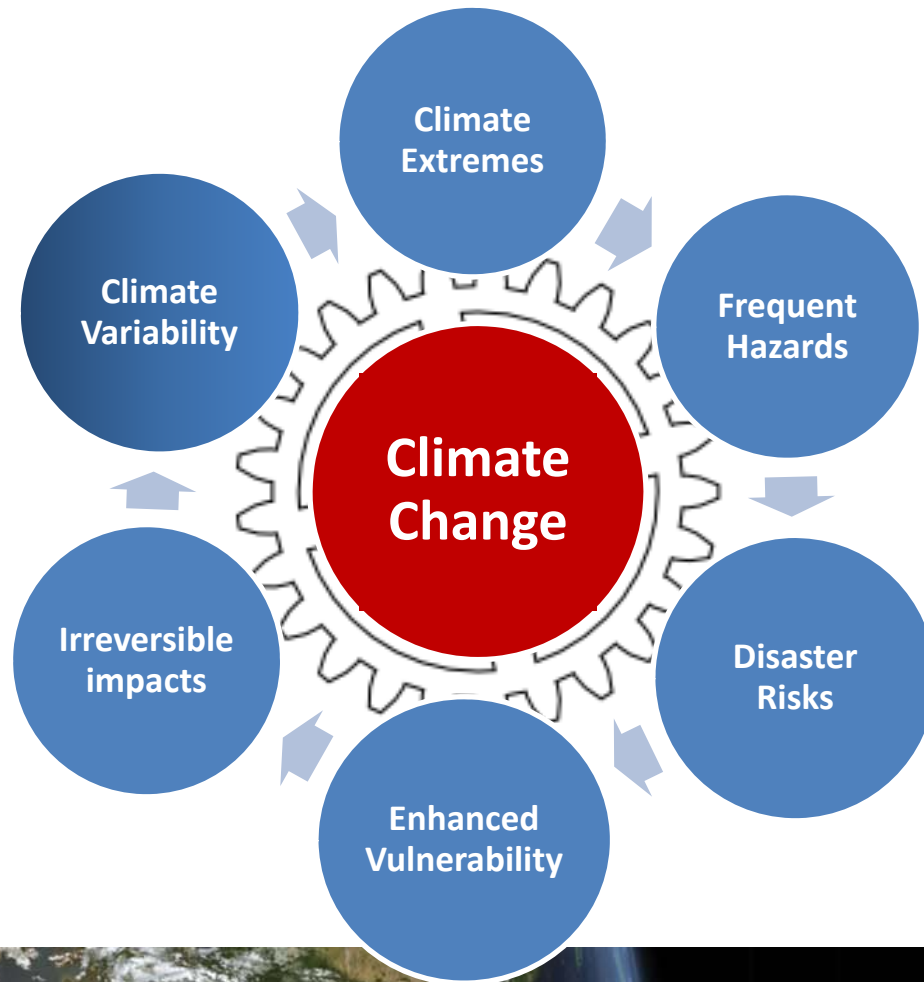 Climate
Extremes
Frequent
Hazards
Disaster
Risks
Enhanced
Vulnerability
Irreversible
impacts
Climate
Variability
Climate
Change